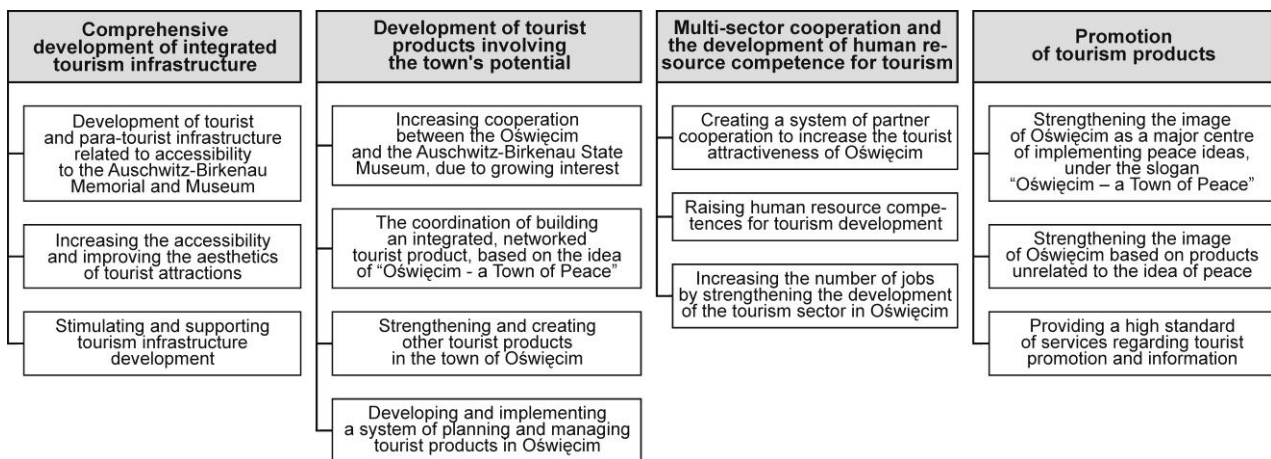 Comprehensive
development of integrated
tourism infrastructure
Development of tourist
and para-tourist infrastructure
related to accessibility
to the Auschwitz-Birkenau
Memorial and Museum
Increasing the accessibility
and improving the aesthetics
of tourist attractions
Stimulating and supporting
tourism infrastructure
development
Development of tourist
products involving
the town's potential
Increasing cooperation
between the Oświęcim
and the Auschwitz-Birkenau State
Museum, due to growing interest
The coordination of building
an integrated, networked
tourist product, based on the idea
of “Oświęcim - a Town of Peace”
Strengthening and creating
other tourist products
in the town of Oświęcim
Developing and implementing
a system of planning and managing
tourist products in Oświęcim
Multi-sector cooperation and
the development of human re-
source competence for tourism
Creating a system of partner
cooperation to increase the tourist
attractiveness of Oświęcim
Raising human resource compe-
tences for tourism development
Increasing the number of jobs
by strengthening the development
of the tourism sector in Oświęcim
Promotion
of tourism products
Strengthening the image
of Oświęcim as a major centre
of implementing peace ideas,
under the slogan
“Oświęcim – a Town of Peace”
Strengthening the image
of Oświęcim based on products
unrelated to the idea of peace
Providing a high standard
of services regarding tourist
promotion and information